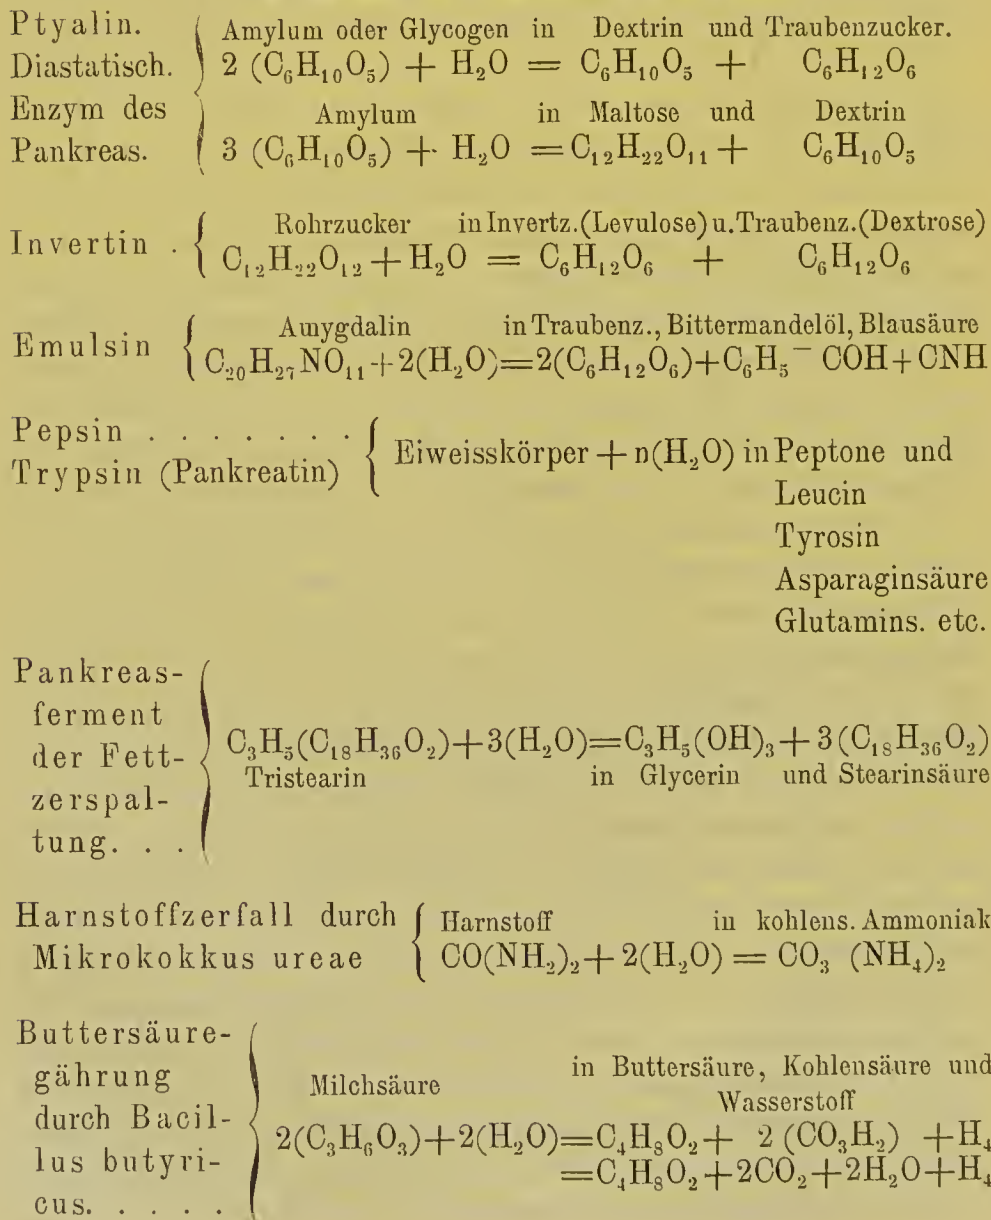 Ptyalin.
Diastatisch.
Enzym des
Pankreas.
Amylum oder Glycogen in Dextrin und Traubenzucker.
2 (C₆H₁₀O₅) + H₂O = C₆H₁₀O₅ + C₆H₁₂O₆
Amylum in Maltose und Dextrin
3 (C₆H₁₀O₅) + H₂O = C₁₂H₂₂O₁₁ + C₆H₁₀O₅
Invertin .
Rohrzucker in Invertz. (Levulose) u. Traubenz. (Dextrose)
C₁₂H₂₂O₁₂ + H₂O = C₆H₁₂O₆ + C₆H₁₂O₆
Emulsin
Amygdalin in Traubenz., Bittermandelöl, Blausäure
C₂₀H₂₇NO₁₁ + 2(H₂O) = 2(C₆H₁₂O₆) + C₆H₅⁻ COH + CNH
Pepsin . . . . . . .
Trypsin (Pankreatin)
Eiweisskörper + n(H₂O) in Peptone und
Leucin
Tyrosin
Asparaginsäure
Glutamins. etc.
Pankreas-
ferment
der Fett-
zerspal-
tung. . .
C₃H₅(C₁₈H₃₆O₂) + 3(H₂O) = C₃H₅(OH)₃ + 3(C₁₈H₃₆O₂)
Tristearin in Glycerin und Stearinsäure
Harnstoffzerfall durch
Mikrokokkus ureae
Harnstoff in kohlens. Ammoniak
CO(NH₂)₂ + 2(H₂O) = CO₃ (NH₄)₂
Buttersäure-
gährung
durch Bacil-
lus butyri-
cus. . . . .
Milchsäure in Buttersäure, Kohlensäure und
Wasserstoff
2(C₃H₆O₃) + 2(H₂O) = C₄H₈O₂ + 2 (CO₃H₂) + H₄
= C₄H₈O₂ + 2CO₂ + 2H₂O + H₄